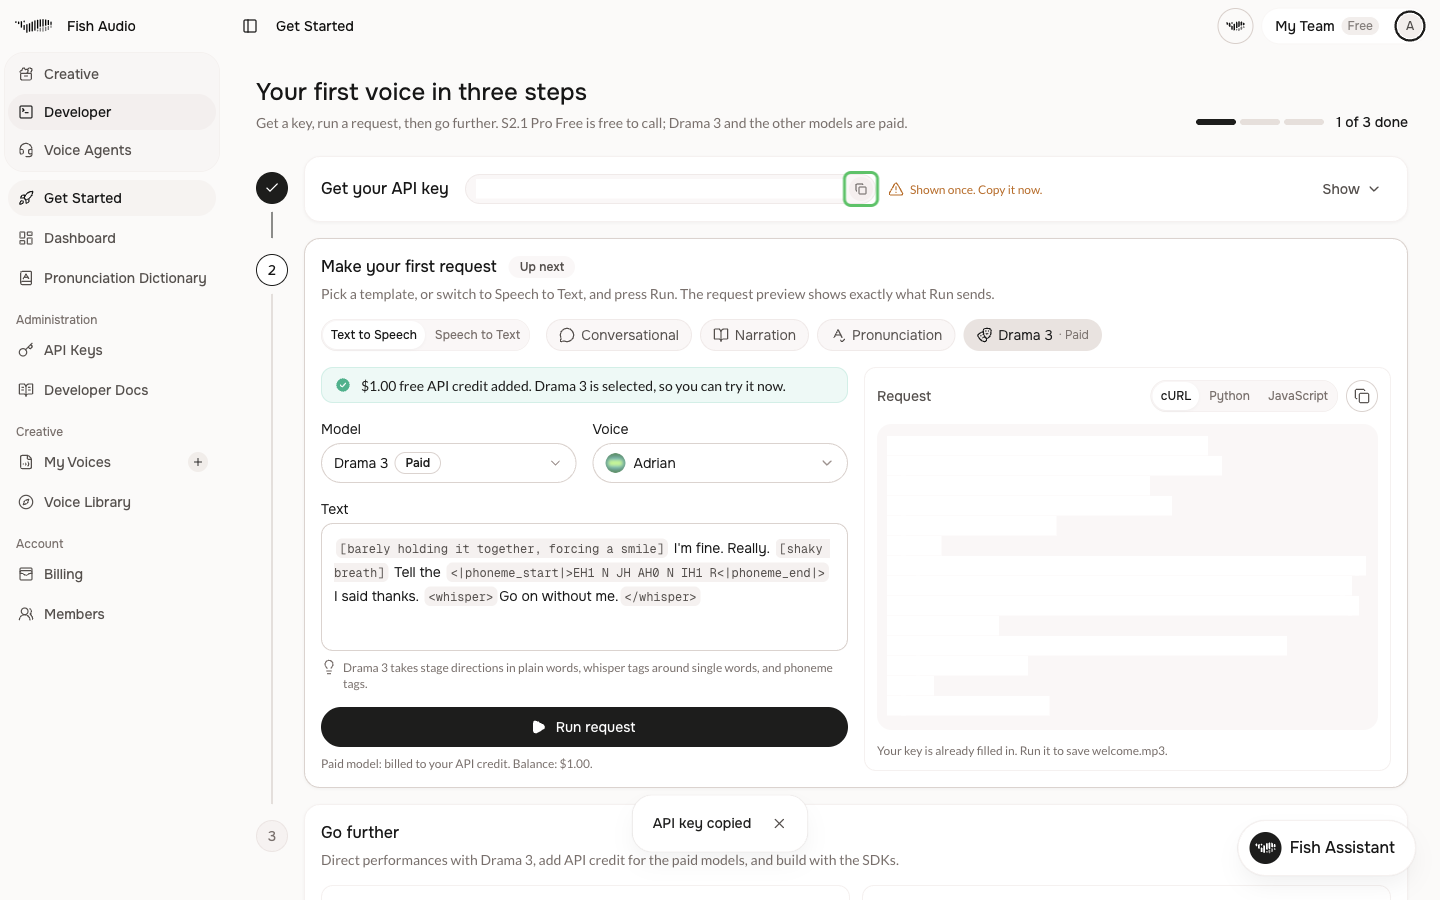 Fish Audio
Get Started
My Team Free A
Creative
Developer
Voice Agents
Get Started
Dashboard
Pronunciation Dictionary
Administration
API Keys
Developer Docs
Creative
My Voices
Voice Library
Account
Billing
Members
Your first voice in three steps
Get a key, run a request, then go further. S2.1 Pro Free is free to call; Drama 3 and the other models are paid.
1 of 3 done
Get your API key
Shown once. Copy it now.
Show
2
Make your first request Up next
Pick a template, or switch to Speech to Text, and press Run. The request preview shows exactly what Run sends.
Text to Speech Speech to Text Conversational Narration Pronunciation Drama 3 · Paid
$1.00 free API credit added. Drama 3 is selected, so you can try it now.
Model
Drama 3 Paid
Voice
Adrian
Text
[barely holding it together, forcing a smile] I'm fine. Really. [shaky
breath] Tell the <|phoneme_start|>EH1 N JH AH0 N IH1 R<|phoneme_end|>
I said thanks. <whisper> Go on without me. </whisper>
Drama 3 takes stage directions in plain words, whisper tags around single words, and phoneme
tags.
Run request
Paid model: billed to your API credit. Balance: $1.00.
Request
cURL Python JavaScript
Your key is already filled in. Run it to save welcome.mp3.
3
Go further
Direct performances with Drama 3, add API credit for the paid models, and build with the SDKs.
API key copied
Fish Assistant